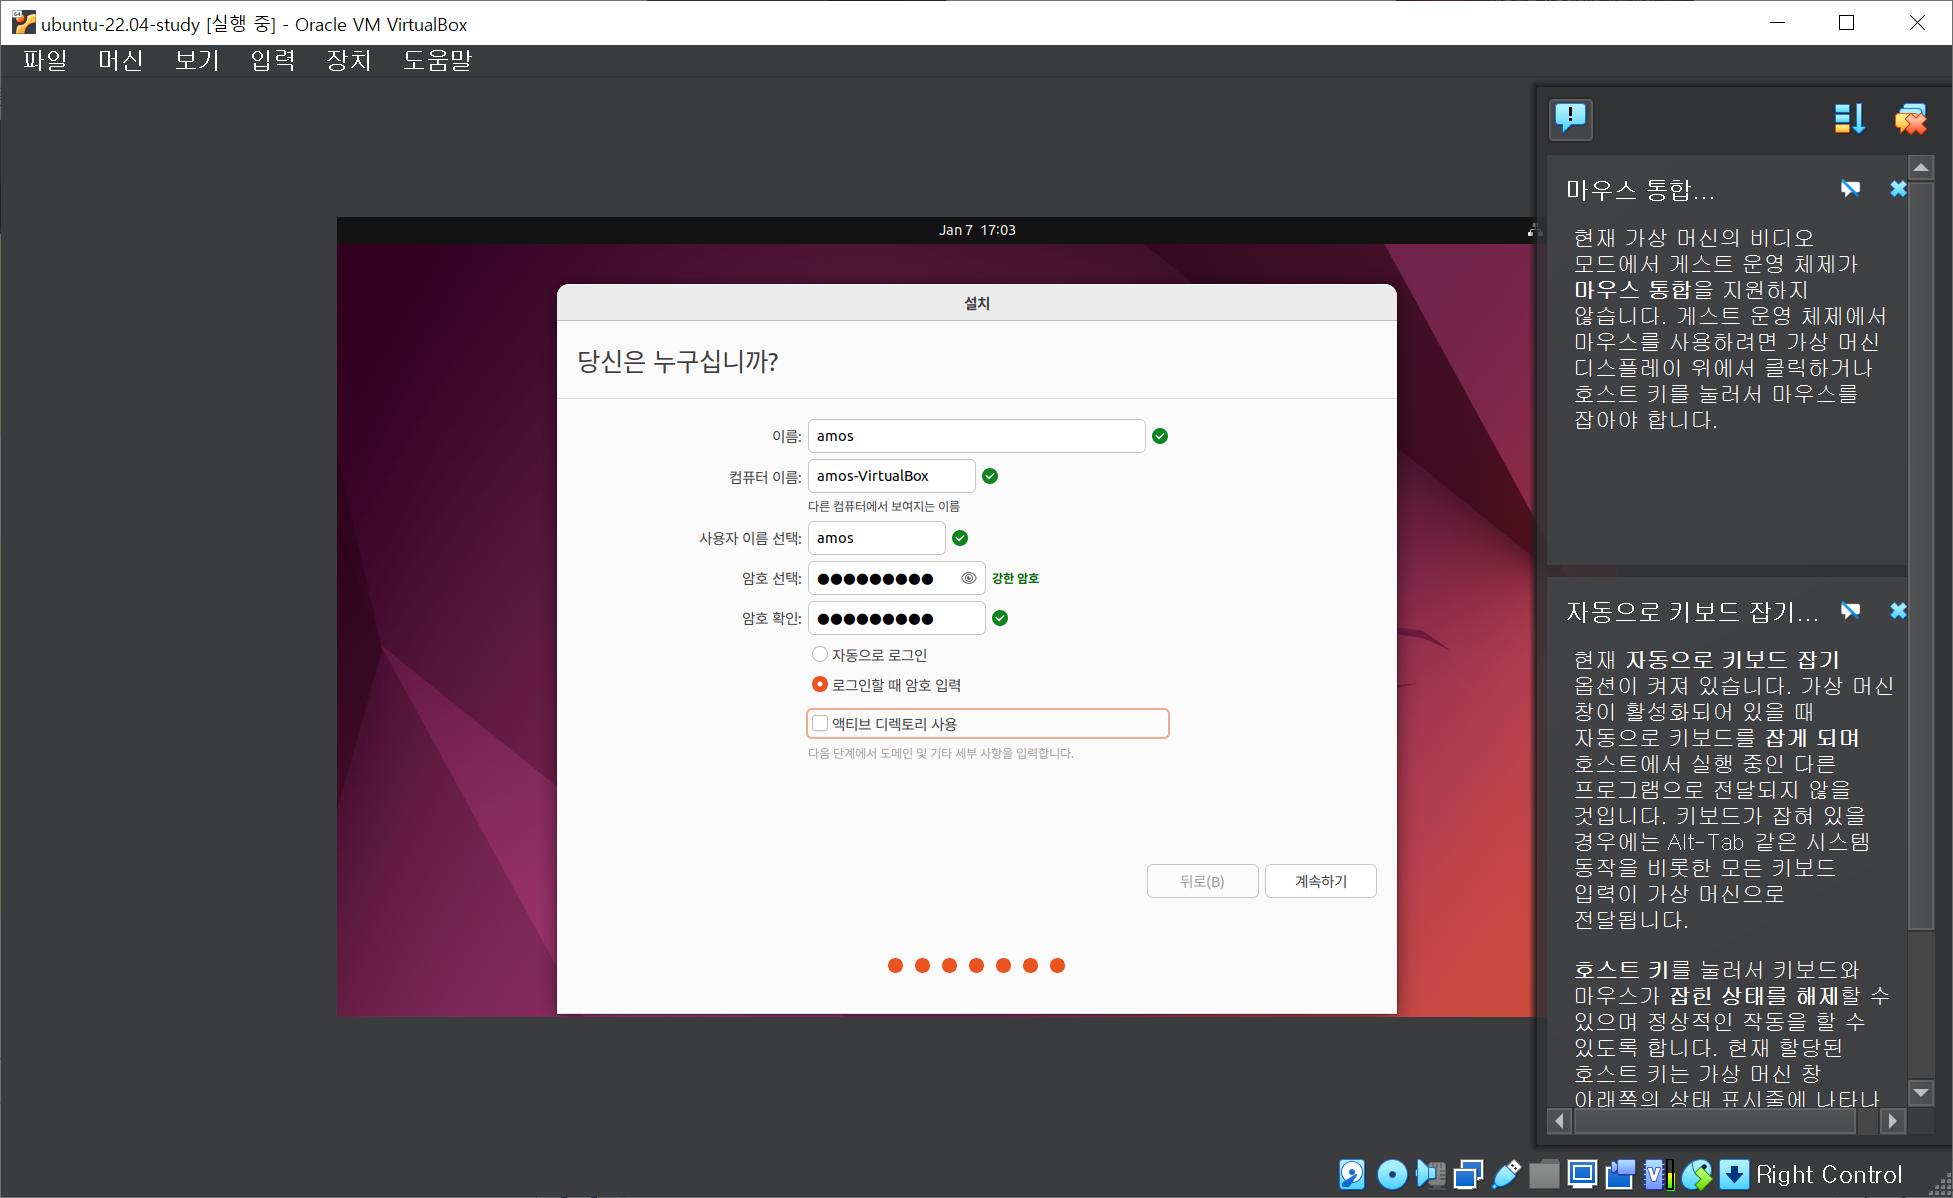 ubuntu-22.04-study [실행 중] - Oracle VM VirtualBox
파일 머신 보기 입력 장치 도움말
Jan 7 17:03
설치
당신은 누구십니까?
이름: amos
컴퓨터 이름: amos-VirtualBox
다른 컴퓨터에서 보여지는 이름
사용자 이름 선택: amos
암호 선택: ●●●●●●●●● 강한 암호
암호 확인: ●●●●●●●●●
자동으로 로그인
로그인할 때 암호 입력
액티브 디렉토리 사용
다음 단계에서 도메인 및 기타 세부 사항을 입력합니다.
뒤로(B) 계속하기
마우스 통합...
현재 가상 머신의 비디오
모드에서 게스트 운영 체제가
마우스 통합을 지원하지
않습니다. 게스트 운영 체제에서
마우스를 사용하려면 가상 머신
디스플레이 위에서 클릭하거나
호스트 키를 눌러서 마우스를
잡아야 합니다.
자동으로 키보드 잡기...
현재 자동으로 키보드 잡기
옵션이 켜져 있습니다. 가상 머신
창이 활성화되어 있을 때
자동으로 키보드를 잡게 되며
호스트에서 실행 중인 다른
프로그램으로 전달되지 않을
것입니다. 키보드가 잡혀 있을
경우에는 Alt-Tab 같은 시스템
동작을 비롯한 모든 키보드
입력이 가상 머신으로
전달됩니다.
호스트 키를 눌러서 키보드와
마우스가 잡힌 상태를 해제할 수
있으며 정상적인 작동을 할 수
있도록 합니다. 현재 할당된
호스트 키는 가상 머신 창
아래쪽의 상태 표시줄에 나타나
Right Control